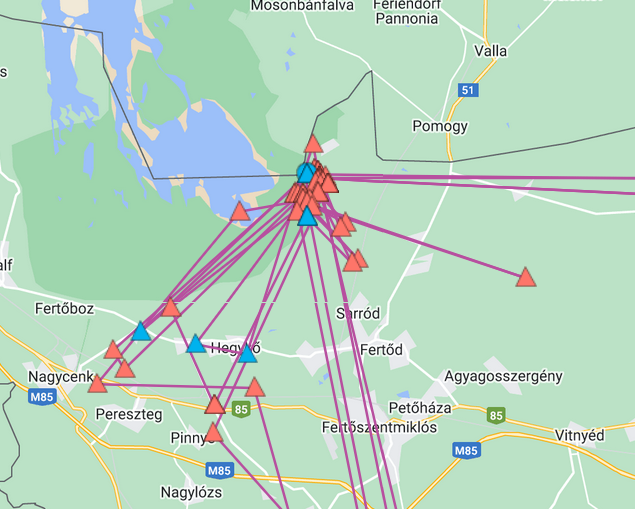 Mosonbánfalva
Feriendorf
Pannonia
Valla
51
Pomogy
Fertőboz
Sarród
Hegykő
Fertőd
Nagycenk
Agyagosszergény
M85
Pereszteg
85
Petőháza
85
Fertőszentmiklós
Vitnyéd
M85
M85
Nagylózs